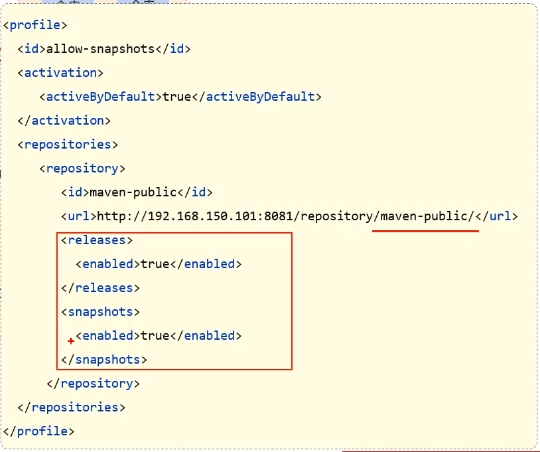 <profile>
<id>allow-snapshots</id>
<activation>
<activeByDefault>true</activeByDefault>
</activation>
<repositories>
<repository>
<id>maven-public</id>
<url>http://192.168.150.101:8081/repository/maven-public/</url>
<releases>
<enabled>true</enabled>
</releases>
<snapshots>
<enabled>true</enabled>
</snapshots>
</repository>
</repositories>
</profile>